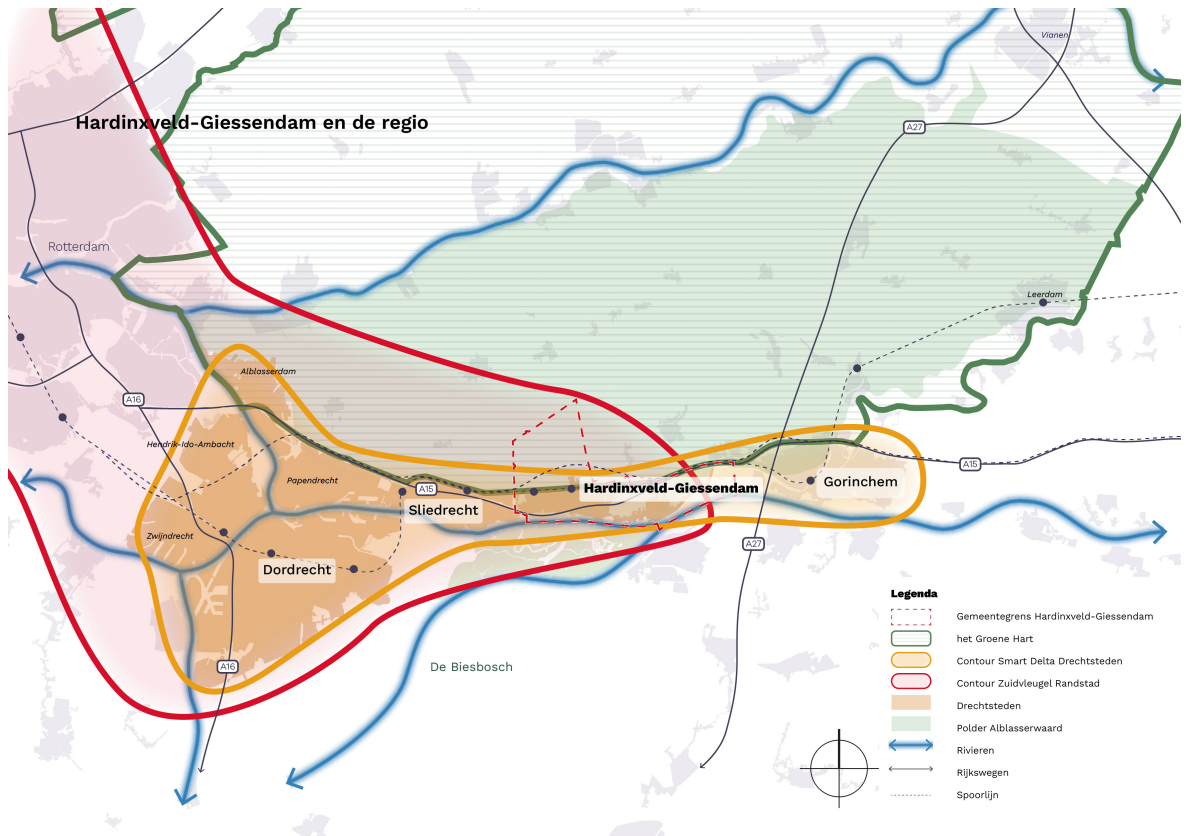 Vianen
Hardinxveld-Giessendam en de regio
A27
Rotterdam
Leerdam
Alblasserdam
A16
Hendrik-Ido-Ambacht
Papendrecht
A15
A15
Gorinchem
Hardinxveld-Giessendam
Sliedrecht
Zwijndrecht
A27
Dordrecht
A16
De Biesbosch
Legenda
Gemeentegrens Hardinxveld-Giessendam
het Groene Hart
Contour Smart Delta Drechtsteden
Contour Zuidvleugel Randstad
Drechtsteden
Polder Alblasserwaard
Rivieren
Rijkswegen
Spoorlijn